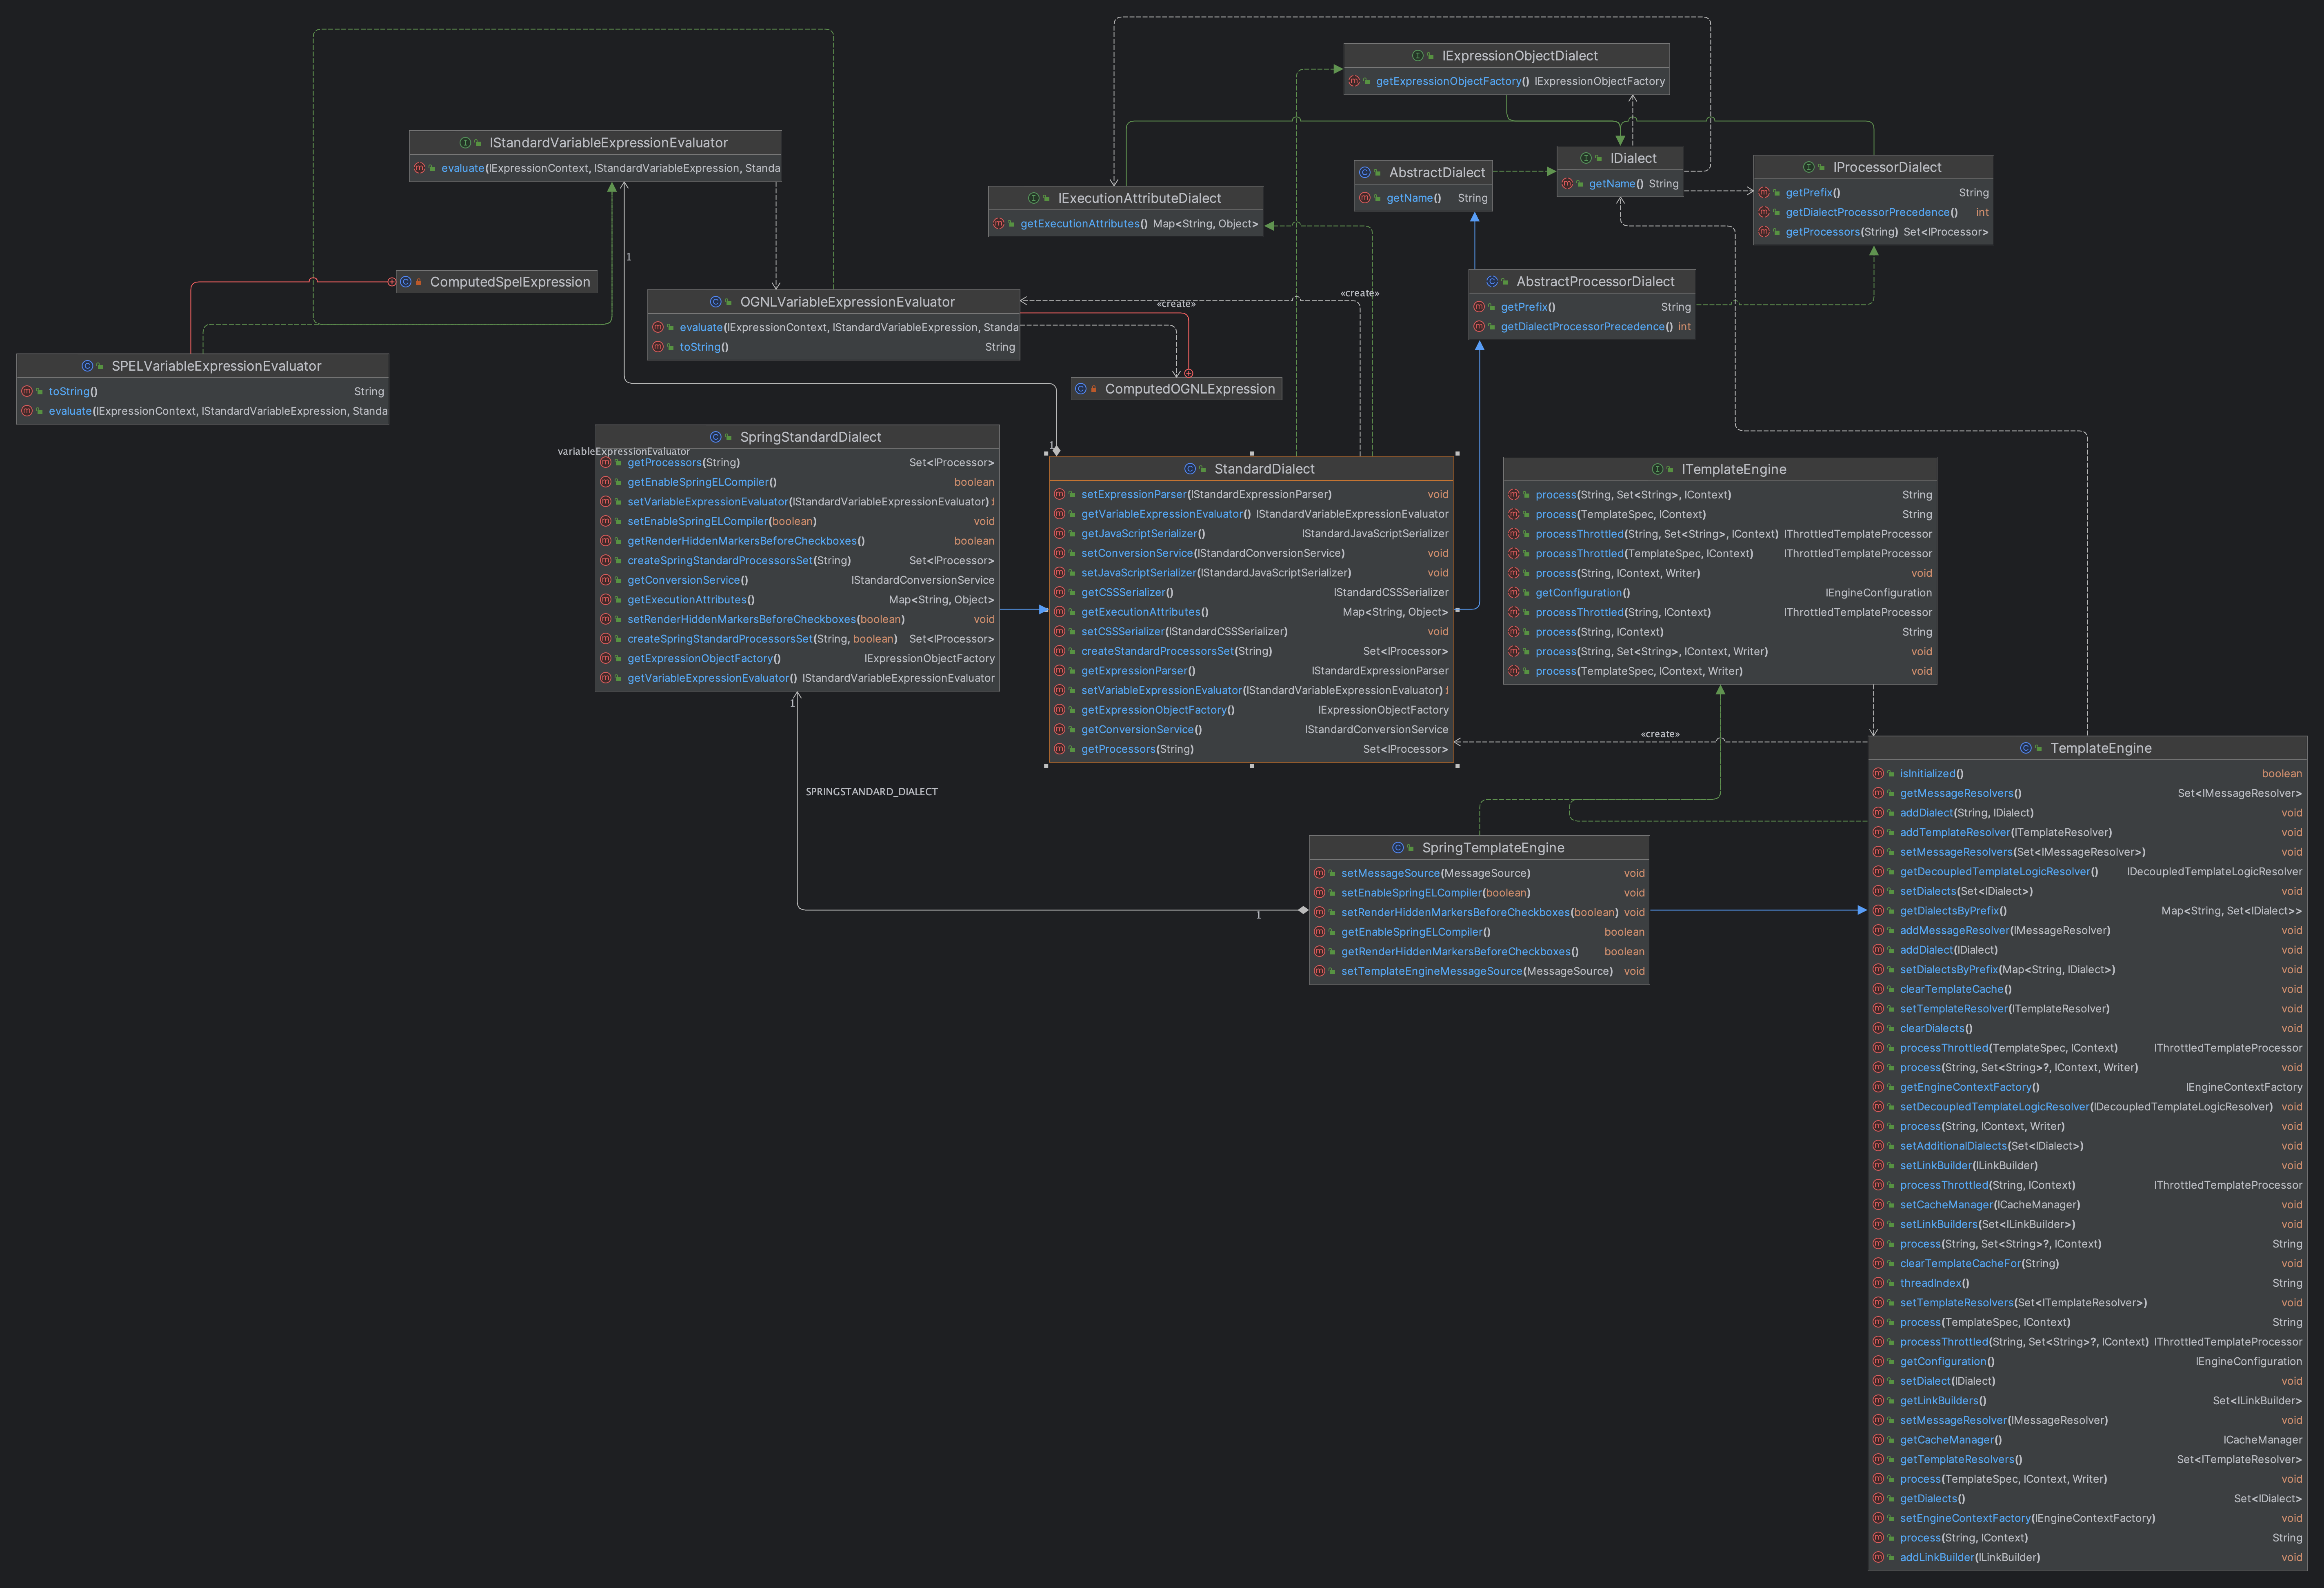 IExpressionObjectDialect
getExpressionObjectFactory() IExpressionObjectFactory
IStandardVariableExpressionEvaluator
evaluate(IExpressionContext, IStandardVariableExpression, Standa
IDialect
getName() String
AbstractDialect
getName() String
IProcessorDialect
getPrefix() String
getDialectProcessorPrecedence() int
getProcessors(String) Set<IProcessor>
IExecutionAttributeDialect
getExecutionAttributes() Map<String, Object>
1
ComputedSpelExpression
AbstractProcessorDialect
getPrefix() String
getDialectProcessorPrecedence() int
OGNLVariableExpressionEvaluator
evaluate(IExpressionContext, IStandardVariableExpression, Standa
toString() String
«create»
«create»
SPELVariableExpressionEvaluator
toString() String
evaluate(IExpressionContext, IStandardVariableExpression, Standa
ComputedOGNLExpression
1
variableExpressionEvaluator
SpringStandardDialect
getProcessors(String) Set<IProcessor>
getEnableSpringELCompiler() boolean
setVariableExpressionEvaluator(IStandardVariableExpressionEvaluator)
setEnableSpringELCompiler(boolean) void
getRenderHiddenMarkersBeforeCheckboxes() boolean
createSpringStandardProcessorsSet(String) Set<IProcessor>
getConversionService() IStandardConversionService
getExecutionAttributes() Map<String, Object>
setRenderHiddenMarkersBeforeCheckboxes(boolean) void
createSpringStandardProcessorsSet(String, boolean) Set<IProcessor>
getExpressionObjectFactory() IExpressionObjectFactory
getVariableExpressionEvaluator() IStandardVariableExpressionEvaluator
StandardDialect
setExpressionParser(IStandardExpressionParser) void
getVariableExpressionEvaluator() IStandardVariableExpressionEvaluator
getJavaScriptSerializer() IStandardJavaScriptSerializer
setConversionService(IStandardConversionService) void
setJavaScriptSerializer(IStandardJavaScriptSerializer) void
getCSSSerializer() IStandardCSSSerializer
getExecutionAttributes() Map<String, Object>
setCSSSerializer(IStandardCSSSerializer) void
createStandardProcessorsSet(String) Set<IProcessor>
getExpressionParser() IStandardExpressionParser
setVariableExpressionEvaluator(IStandardVariableExpressionEvaluator)
getExpressionObjectFactory() IExpressionObjectFactory
getConversionService() IStandardConversionService
getProcessors(String) Set<IProcessor>
ITemplateEngine
process(String, Set<String>, IContext) String
process(TemplateSpec, IContext) String
processThrottled(String, Set<String>, IContext) IThrottledTemplateProcessor
processThrottled(TemplateSpec, IContext) IThrottledTemplateProcessor
process(String, IContext, Writer) void
getConfiguration() IEngineConfiguration
processThrottled(String, IContext) IThrottledTemplateProcessor
process(String, IContext) String
process(String, Set<String>, IContext, Writer) void
process(TemplateSpec, IContext, Writer) void
1
SPRINGSTANDARD_DIALECT
1
«create»
SpringTemplateEngine
setMessageSource(MessageSource) void
setEnableSpringELCompiler(boolean) void
setRenderHiddenMarkersBeforeCheckboxes(boolean) void
getEnableSpringELCompiler() boolean
getRenderHiddenMarkersBeforeCheckboxes() boolean
setTemplateEngineMessageSource(MessageSource) void
TemplateEngine
isInitialized() boolean
getMessageResolvers() Set<IMessageResolver>
addDialect(String, IDialect) void
addTemplateResolver(ITemplateResolver) void
setMessageResolvers(Set<IMessageResolver>) void
getDecoupledTemplateLogicResolver() IDecoupledTemplateLogicResolver
setDialects(Set<IDialect>) void
getDialectsByPrefix() Map<String, Set<IDialect>>
addMessageResolver(IMessageResolver) void
addDialect(IDialect) void
setDialectsByPrefix(Map<String, IDialect>) void
clearTemplateCache() void
setTemplateResolver(ITemplateResolver) void
clearDialects() void
processThrottled(TemplateSpec, IContext) IThrottledTemplateProcessor
process(String, Set<String>?, IContext, Writer) void
getEngineContextFactory() IEngineContextFactory
setDecoupledTemplateLogicResolver(IDecoupledTemplateLogicResolver) void
process(String, IContext, Writer) void
setAdditionalDialects(Set<IDialect>) void
setLinkBuilder(ILinkBuilder) void
processThrottled(String, IContext) IThrottledTemplateProcessor
setCacheManager(ICacheManager) void
setLinkBuilders(Set<ILinkBuilder>) void
process(String, Set<String>?, IContext) String
clearTemplateCacheFor(String) void
threadIndex() String
setTemplateResolvers(Set<ITemplateResolver>) void
process(TemplateSpec, IContext) String
processThrottled(String, Set<String>?, IContext) IThrottledTemplateProcessor
getConfiguration() IEngineConfiguration
setDialect(IDialect) void
getLinkBuilders() Set<ILinkBuilder>
setMessageResolver(IMessageResolver) void
getCacheManager() ICacheManager
getTemplateResolvers() Set<ITemplateResolver>
process(TemplateSpec, IContext, Writer) void
getDialects() Set<IDialect>
setEngineContextFactory(IEngineContextFactory) void
process(String, IContext) String
addLinkBuilder(ILinkBuilder) void